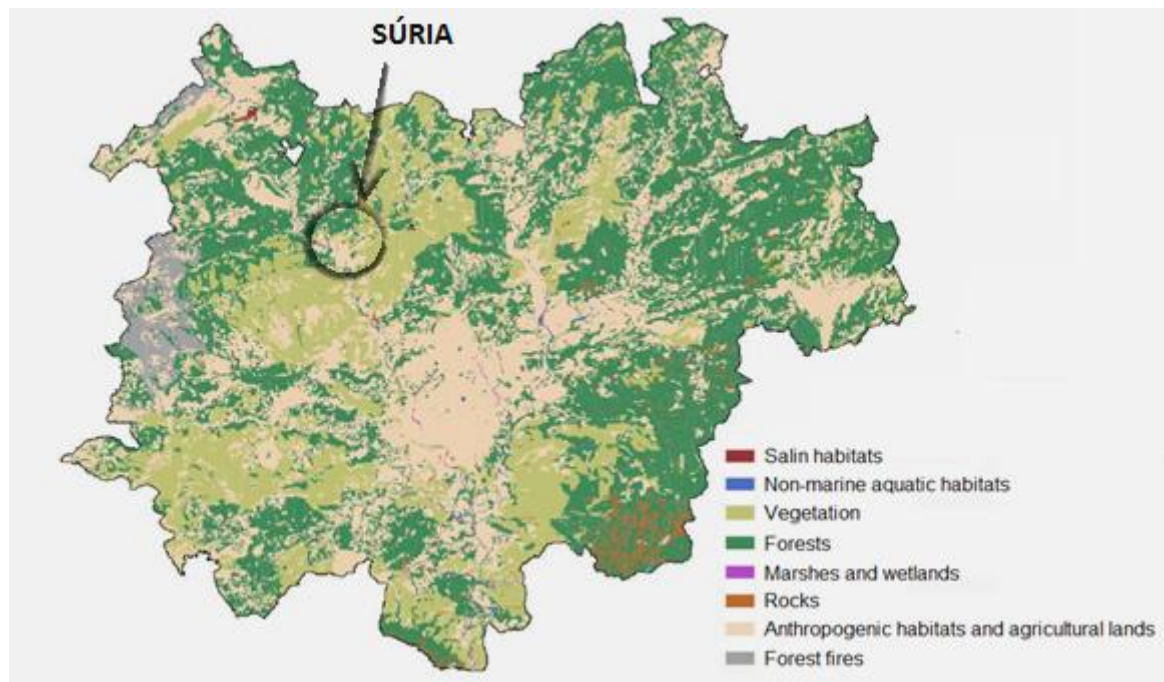 SÚRIA
Salin habitats
Non-marine aquatic habitats
Vegetation
Forests
Marshes and wetlands
Rocks
Anthropogenic habitats and agricultural lands
Forest fires